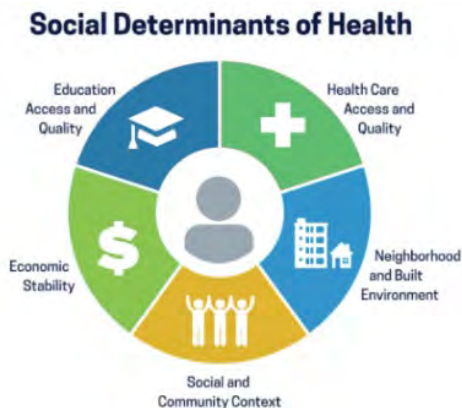 Social Determinants of Health
Education
Access and
Quality
Health Care
Access and
Quality
Economic
Stability
$
Neighborhood
and Built
Environment
Social and
Community Context